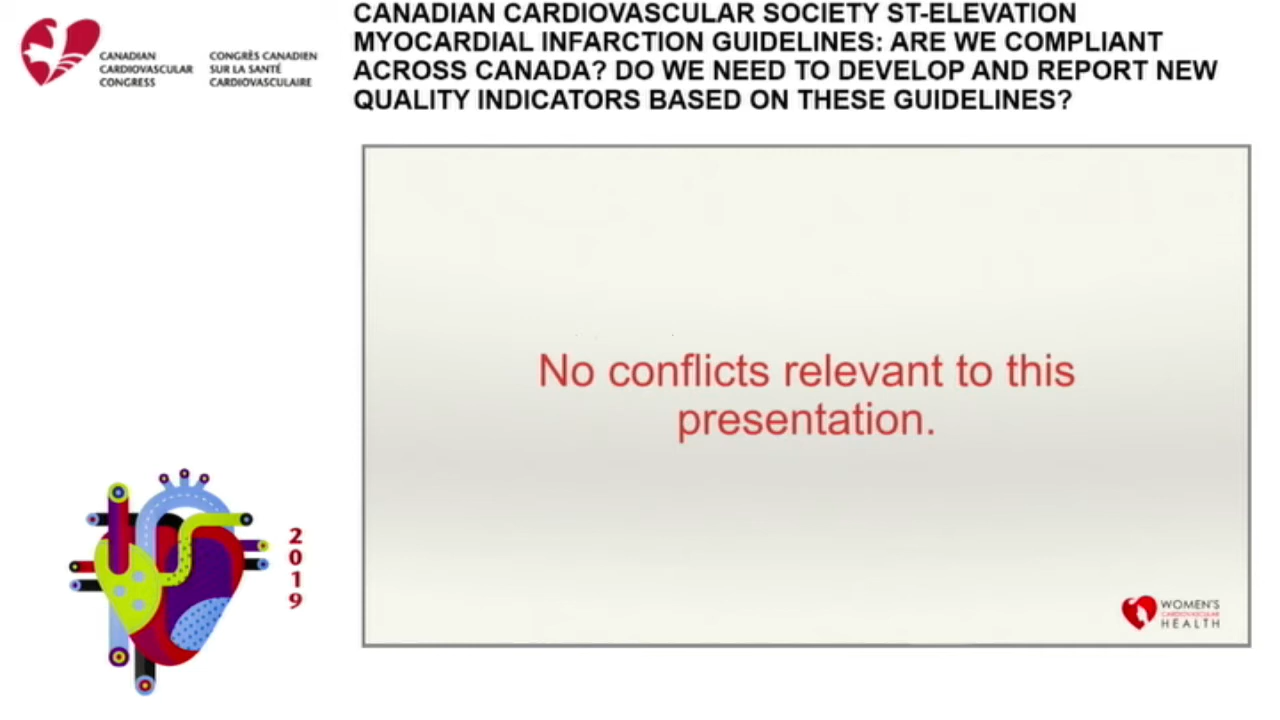 CANADIAN
CARDIOVASCULAR
CONGRESS
CONGRÈS CANADIEN
SUR LA SANTÉ
CARDIOVASCULAIRE
CANADIAN CARDIOVASCULAR SOCIETY ST-ELEVATION
MYOCARDIAL INFARCTION GUIDELINES: ARE WE COMPLIANT
ACROSS CANADA? DO WE NEED TO DEVELOP AND REPORT NEW
QUALITY INDICATORS BASED ON THESE GUIDELINES?
No conflicts relevant to this
presentation.
2
0
1
9
WOMEN'S
CARDIOVASCULAR
HEALTH